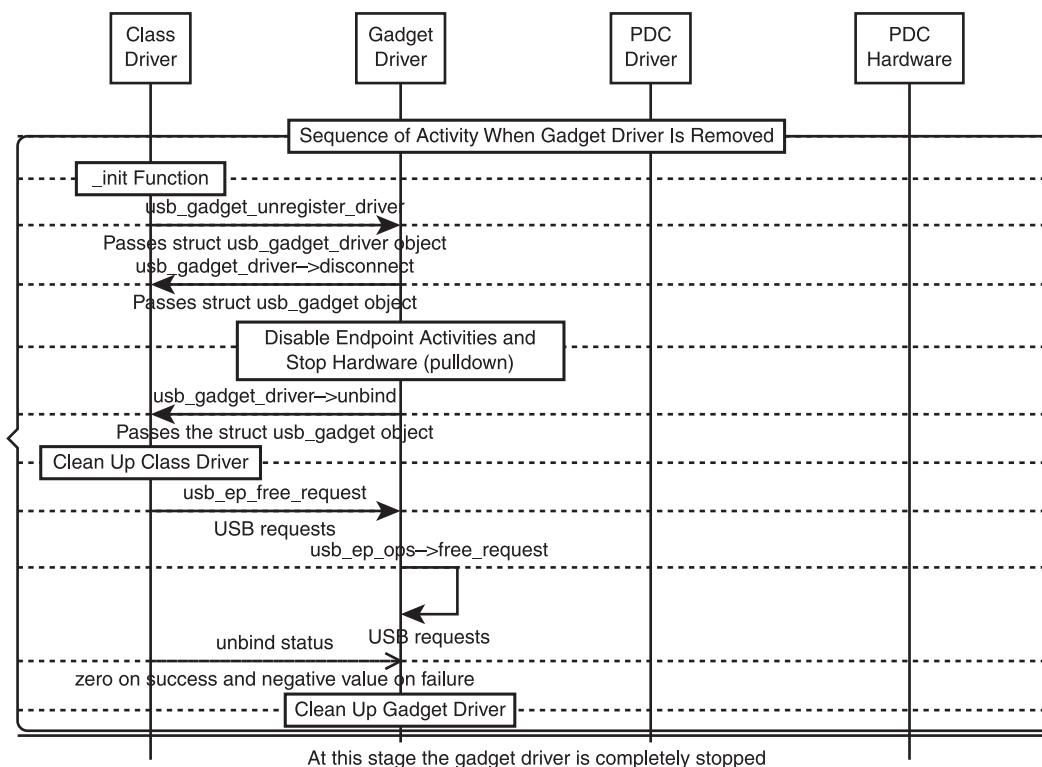 Class
Driver
Gadget
Driver
PDC
Driver
PDC
Hardware
Sequence of Activity When Gadget Driver Is Removed
_init Function
usb_gadget_unregister_driver
Passes struct usb_gadget_driver object
usb_gadget_driver–>disconnect
Passes struct usb_gadget object
Disable Endpoint Activities and
Stop Hardware (pulldown)
usb_gadget_driver–>unbind
Passes the struct usb_gadget object
Clean Up Class Driver
usb_ep_free_request
USB requests
usb_ep_ops–>free_request
USB requests
unbind status
zero on success and negative value on failure
Clean Up Gadget Driver
At this stage the gadget driver is completely stopped